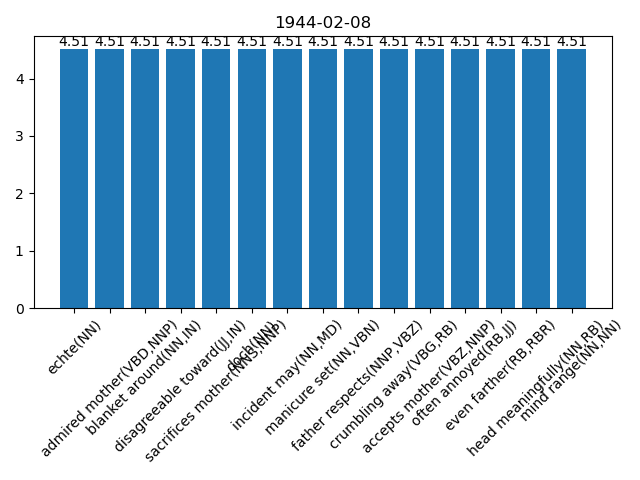 1944-02-08
4.51 4.51 4.51 4.51 4.51 4.51 4.51 4.51 4.51 4.51 4.51 4.51 4.51 4.51 4.51
4
3
2
1
0
echte(NN)
admired mother(VBD,NNP)
blanket around(NN,IN)
disagreeable toward(JJ,IN)
sacrifices mother(NNS,NNP)
doch(NN)
incident may(NN,MD)
manicure set(NN,VBN)
father respects(NNP,VBZ)
crumbling away(VBG,RB)
accepts mother(VBZ,NNP)
often annoyed(RB,JJ)
even farther(RB,RBR)
head meaningfully(NN,RB)
mind range(NN,NN)